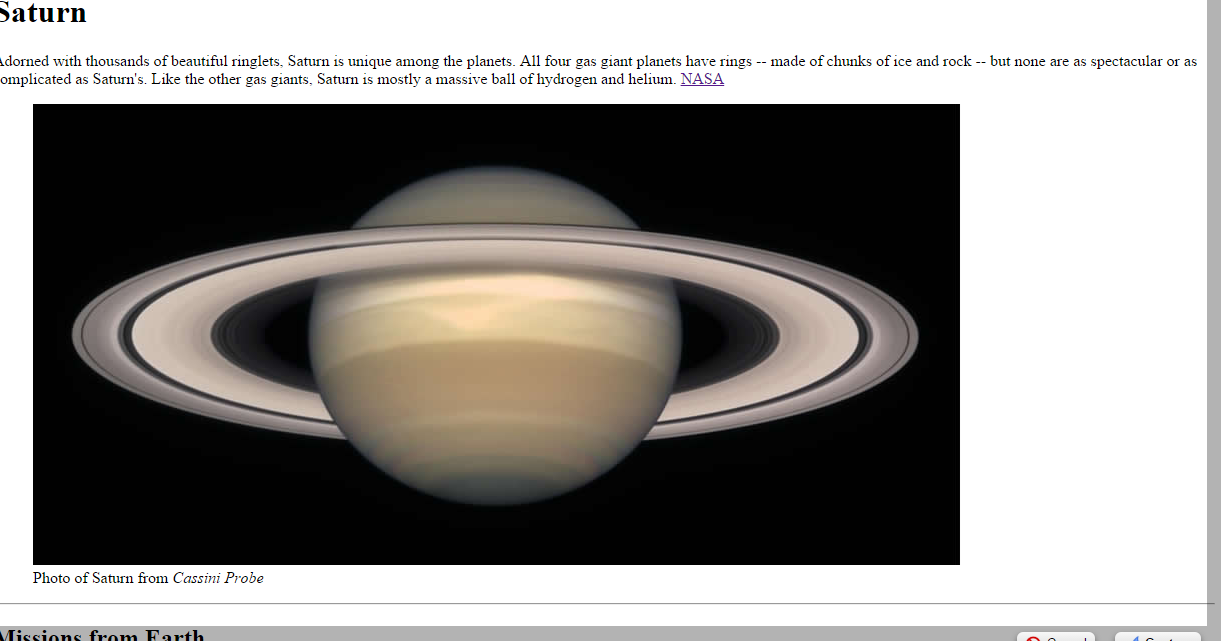 Saturn
Adorned with thousands of beautiful ringlets, Saturn is unique among the planets. All four gas giant planets have rings -- made of chunks of ice and rock -- but none are as spectacular or as
omplicated as Saturn's. Like the other gas giants, Saturn is mostly a massive ball of hydrogen and helium. NASA
Photo of Saturn from Cassini Probe
Missions from Earth